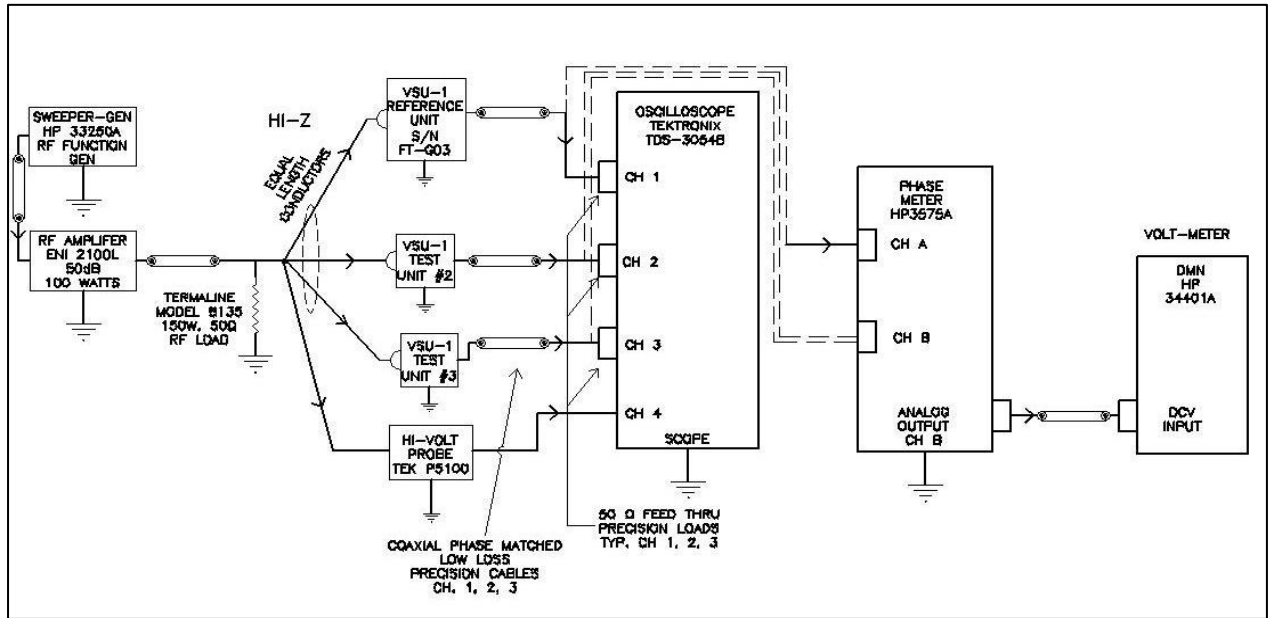 SWEEPER-GEN
HP 33250A
RF FUNCTION
GEN
RF AMPLIFER
ENI 2100L
50dB
100 WATTS
TERMALINE
MODEL 8135
150W, 50Ω
RF LOAD
HI-Z
EQUAL
LENGTH
CONDUCTORS
VSU-1
REFERENCE
UNIT
S/N
FT-G03
VSU-1
TEST
UNIT #2
VSU-1
TEST
UNIT #3
HI-VOLT
PROBE
TEK P5100
COAXIAL PHASE MATCHED
LOW LOSS
PRECISION CABLES
CH. 1, 2, 3
50 Ω FEED THRU
PRECISION LOADS
TYP. CH 1, 2, 3
OSCILLOSCOPE
TEKTRONIX
TDS-3054B
CH 1
CH 2
CH 3
CH 4
SCOPE
PHASE
METER
HP3575A
CH A
CH B
ANALOG
OUTPUT
CH B
VOLT-METER
DMN
HP
34401A
DCV
INPUT